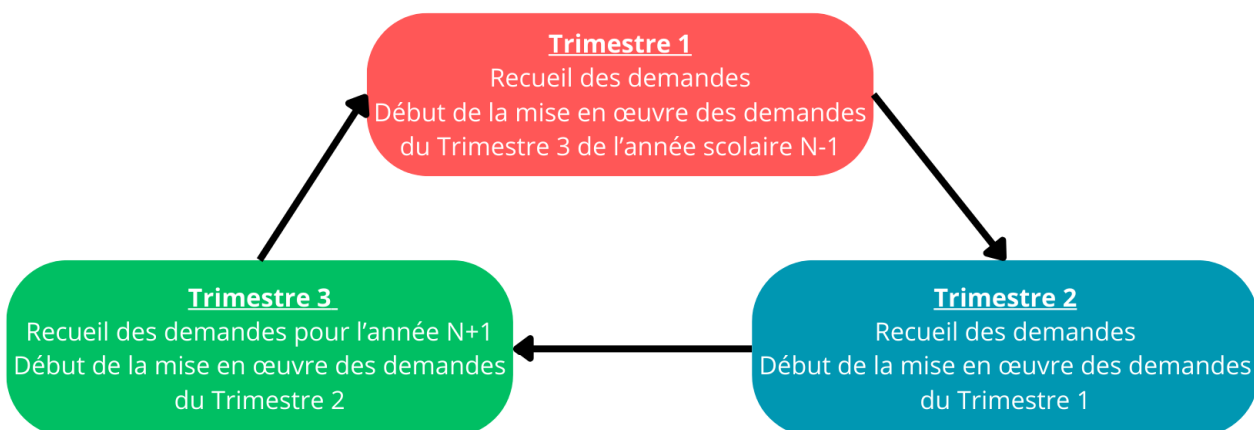 Trimestre 1
Recueil des demandes
Début de la mise en œuvre des demandes
du Trimestre 3 de l'année scolaire N-1
Trimestre 3
Recueil des demandes pour l'année N+1
Début de la mise en œuvre des demandes
du Trimestre 2
Trimestre 2
Recueil des demandes
Début de la mise en œuvre des demandes
du Trimestre 1